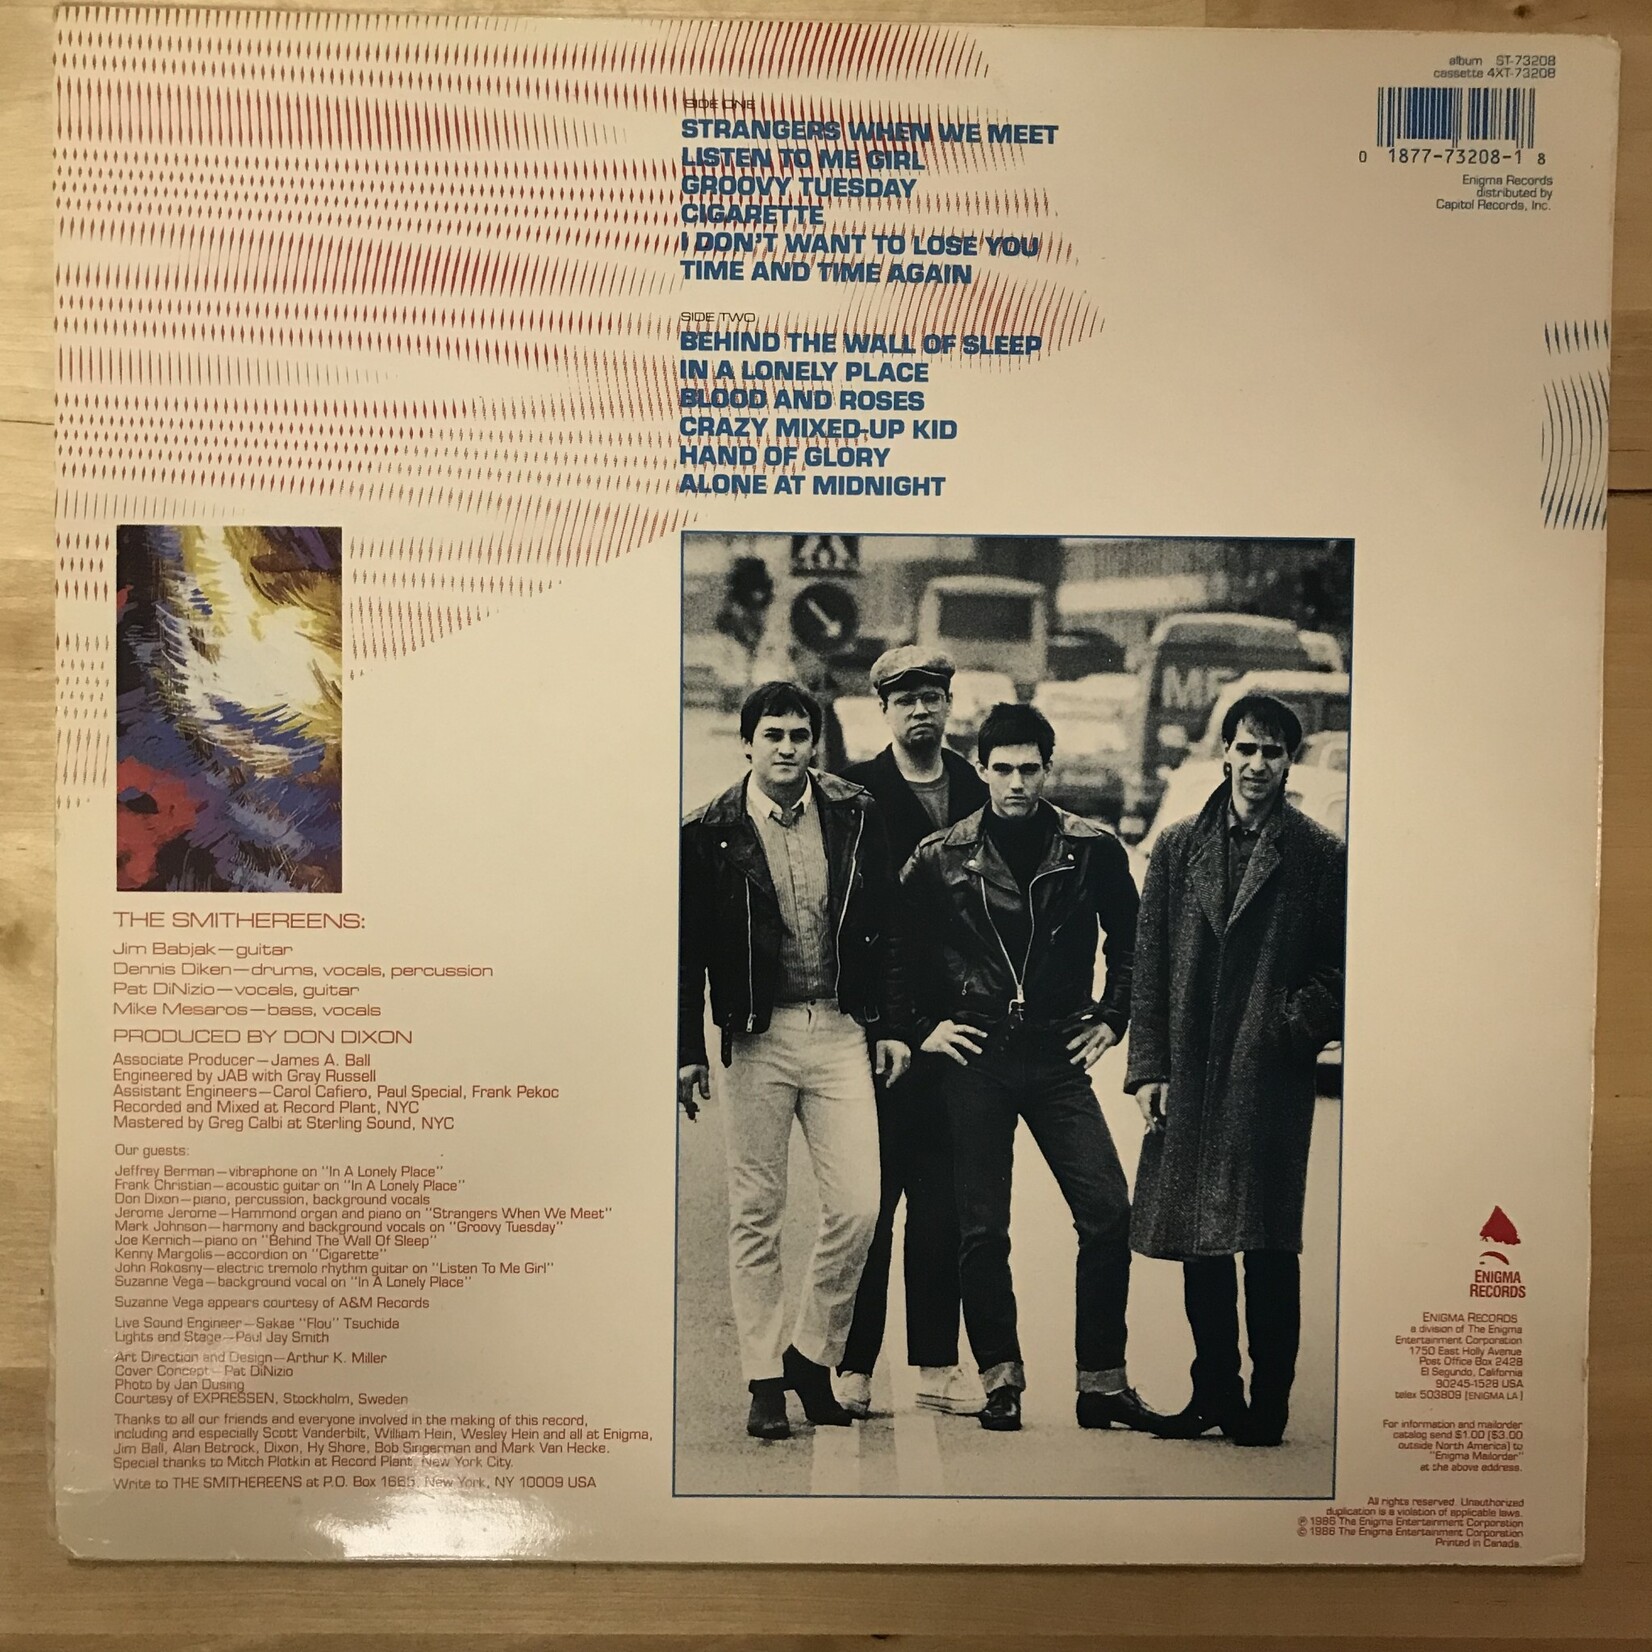 album ST-73208
cassette 4XT-73208
0 1877-73208-1 8
Enigma Records
distributed by
Capitol Records, Inc.
SIDE ONE
STRANGERS WHEN WE MEET
LISTEN TO ME GIRL
GROOVY TUESDAY
CIGARETTE
I DON'T WANT TO LOSE YOU
TIME AND TIME AGAIN
SIDE TWO
BEHIND THE WALL OF SLEEP
IN A LONELY PLACE
BLOOD AND ROSES
CRAZY MIXED-UP KID
HAND OF GLORY
ALONE AT MIDNIGHT
THE SMITHEREENS:
Jim Babjak—guitar
Dennis Diken—drums, vocals, percussion
Pat DiNizio—vocals, guitar
Mike Mesaros—bass, vocals
PRODUCED BY DON DIXON
Associate Producer—James A. Ball
Engineered by JAB with Gray Russell
Assistant Engineers—Carol Cafiero, Paul Special, Frank Pekoc
Recorded and Mixed at Record Plant, NYC
Mastered by Greg Calbi at Sterling Sound, NYC
Our guests:
Jeffrey Berman—vibraphone on "In A Lonely Place"
Frank Christian—acoustic guitar on "In A Lonely Place"
Don Dixon—piano, percussion, background vocals
Jerome Jerome—Hammond organ and piano on "Strangers When We Meet"
Mark Johnson—harmony and background vocals on "Groovy Tuesday"
Joe Kernich—piano on "Behind The Wall Of Sleep"
Kenny Margolis—accordion on "Cigarette"
John Rokosny—electric tremolo rhythm guitar on "Listen To Me Girl"
Suzanne Vega—background vocal on "In A Lonely Place"
Suzanne Vega appears courtesy of A&M Records
Live Sound Engineer—Sakae "Flou" Tsuchida
Lights and Stage—Paul Jay Smith
Art Direction and Design—Arthur K. Miller
Cover Concept—Pat DiNizio
Photo by Jan Dusing
Courtesy of EXPRESSEN, Stockholm, Sweden
Thanks to all our friends and everyone involved in the making of this record,
including and especially Scott Vanderbilt, William Hein, Wesley Hein and all at Enigma,
Jim Ball, Alan Betrock, Dixon, Hy Shore, Bob Singerman and Mark Van Hecke.
Special thanks to Mitch Plotkin at Record Plant, New York City.
Write to THE SMITHEREENS at P.O. Box 1665, New York, NY 10009 USA
ENIGMA
RECORDS
ENIGMA RECORDS
a division of The Enigma
Entertainment Corporation
1750 East Holly Avenue
Post Office Box 2428
El Segundo, California
90245-1528 USA
telex 503809 (ENIGMA LA)
For information and mailorder
catalog send $1.00 ($3.00
outside North America) to
"Enigma Mailorder"
at the above address.
All rights reserved. Unauthorized
duplication is a violation of applicable laws.
℗ 1986 The Enigma Entertainment Corporation
© 1986 The Enigma Entertainment Corporation
Printed in Canada.